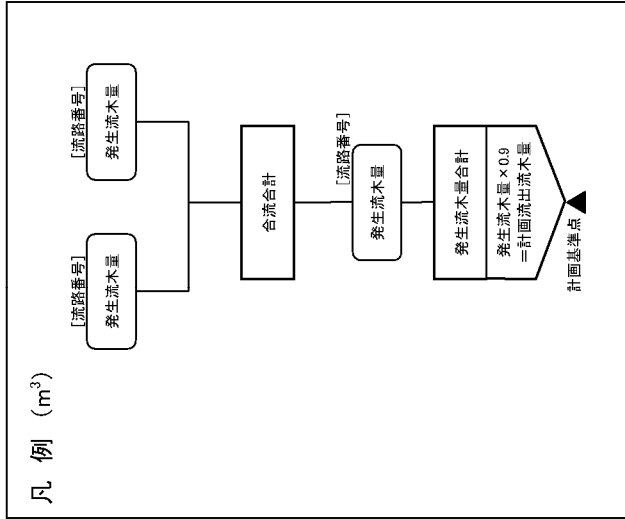 凡 例 (m³)
[流路番号]
発生流木量
[流路番号]
発生流木量
合流合計
[流路番号]
発生流木量
発生流木量合計
発生流木量×0.9
=計画流出流木量
計画基準点